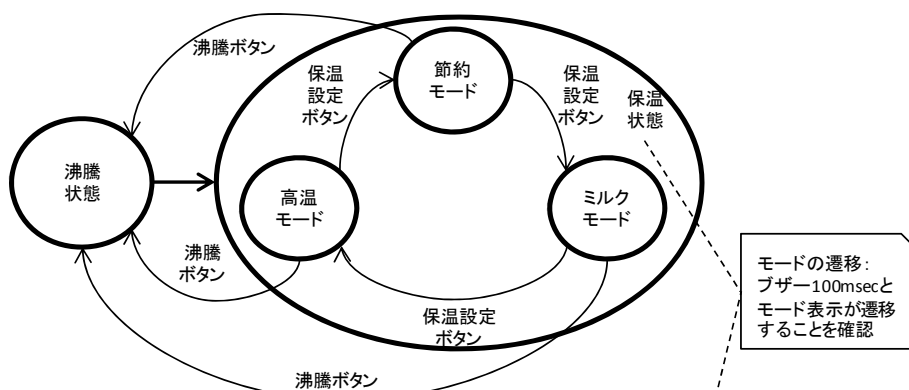 沸騰ボタン
節約
モード
保温
設定
ボタン
保温
設定
ボタン
保温
状態
沸騰
状態
高温
モード
ミルク
モード
沸騰
ボタン
保温設定
ボタン
沸騰ボタン
モードの遷移：
ブザー100msecと
モード表示が遷移
することを確認